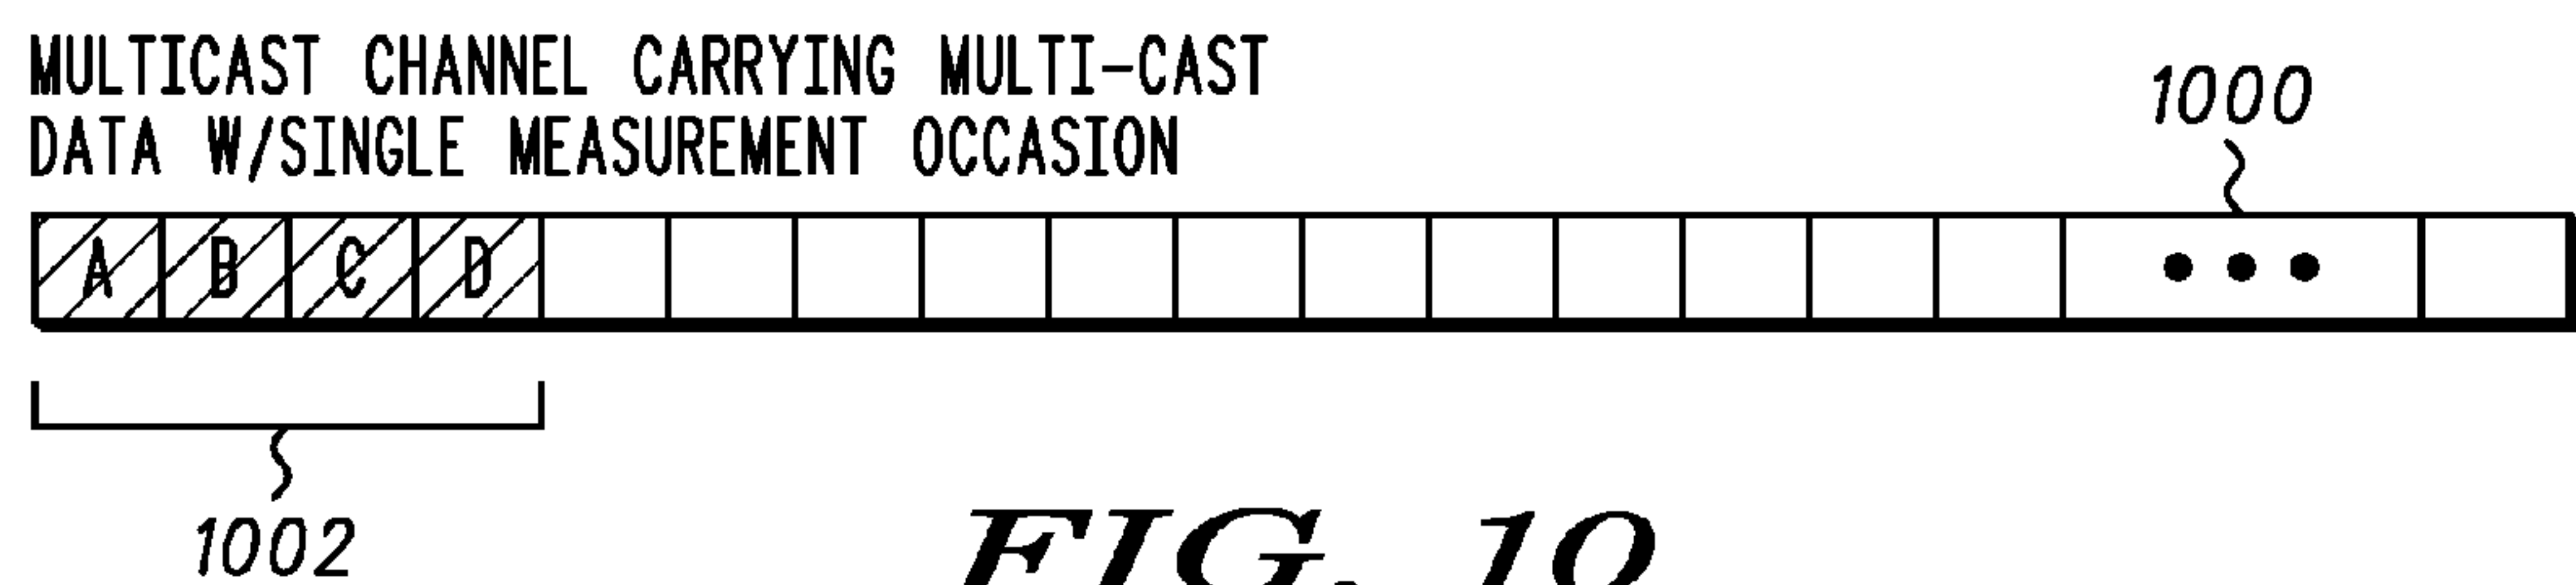 MULTICAST CHANNEL CARRYING MULTI-CAST
DATA W/SINGLE MEASUREMENT OCCASION
1000
A B C D
1002
FIG. 10